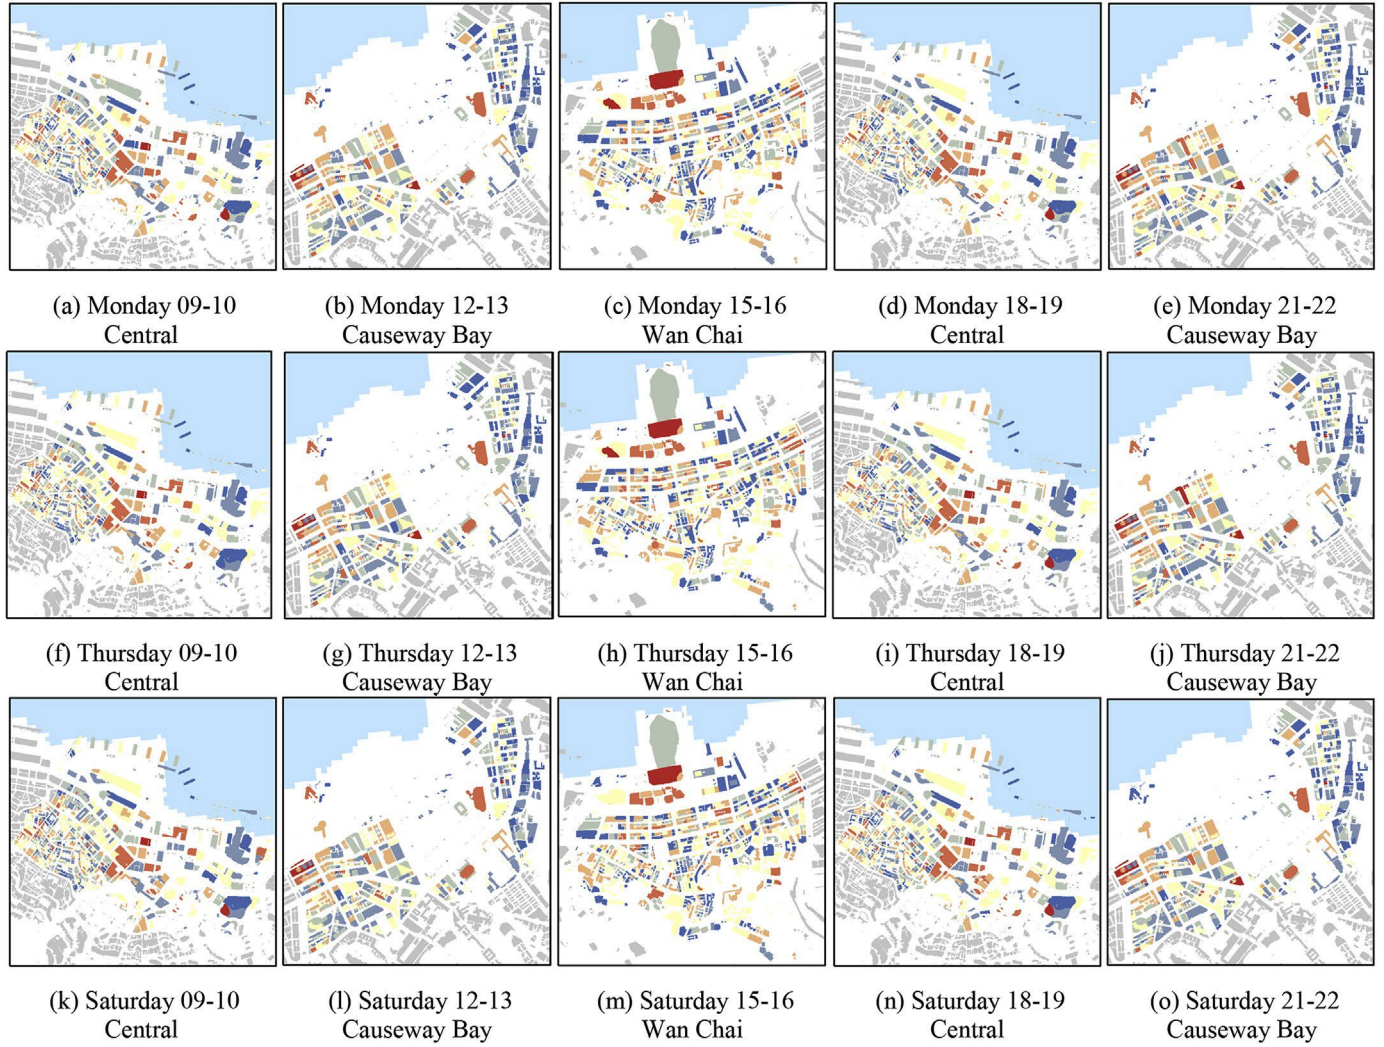 (a) Monday 09-10
Central
(b) Monday 12-13
Causeway Bay
(c) Monday 15-16
Wan Chai
(d) Monday 18-19
Central
(e) Monday 21-22
Causeway Bay
(f) Thursday 09-10
Central
(g) Thursday 12-13
Causeway Bay
(h) Thursday 15-16
Wan Chai
(i) Thursday 18-19
Central
(j) Thursday 21-22
Causeway Bay
(k) Saturday 09-10
Central
(l) Saturday 12-13
Causeway Bay
(m) Saturday 15-16
Wan Chai
(n) Saturday 18-19
Central
(o) Saturday 21-22
Causeway Bay